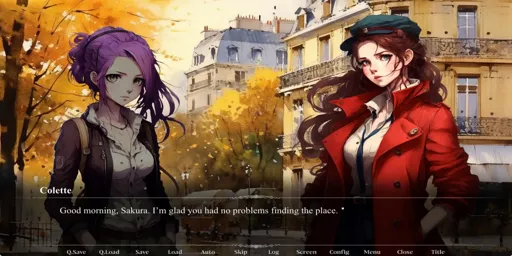 Colette
Good morning, Sakura. I'm glad you had no problems finding the place.
Q.Save Q.Load Save Load Auto Skip Log Screen Config Menu Close Title